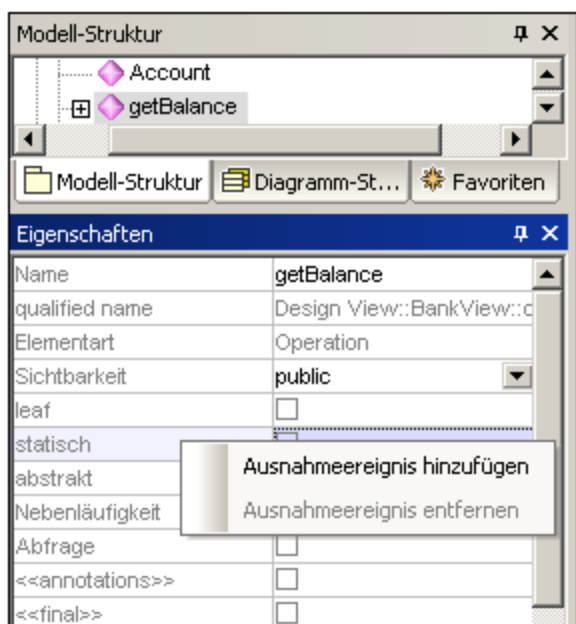 Modell-Struktur
Account
getBalance
Modell-Struktur Diagramm-St... Favoriten
Eigenschaften
Name getBalance
qualified name Design View::BankView::c
Elementart Operation
Sichtbarkeit public
leaf
statisch
abstrakt
Nebenläufigkeit
Abfrage
<<annotations>>
<<final>>
Ausnahmeereignis hinzufügen
Ausnahmeereignis entfernen